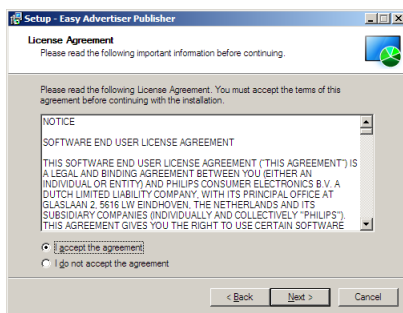 Setup - Easy Advertiser Publisher
License Agreement
Please read the following important information before continuing.
Please read the following License Agreement. You must accept the terms of this
agreement before continuing with the installation.
NOTICE
SOFTWARE END USER LICENSE AGREEMENT
THIS SOFTWARE END USER LICENSE AGREEMENT ("THIS AGREEMENT") IS
A LEGAL AND BINDING AGREEMENT BETWEEN YOU (EITHER AN
INDIVIDUAL OR ENTITY) AND PHILIPS CONSUMER ELECTRONICS B.V. A
DUTCH LIMITED LIABILITY COMPANY, WITH ITS PRINCIPAL OFFICE AT
GLASLAAN 2, 5616 LW EINDHOVEN, THE NETHERLANDS AND ITS
SUBSIDIARY COMPANIES (INDIVIDUALLY AND COLLECTIVELY "PHILIPS").
THIS AGREEMENT GIVES YOU THE RIGHT TO USE CERTAIN SOFTWARE
I accept the agreement
I do not accept the agreement
< Back
Next >
Cancel